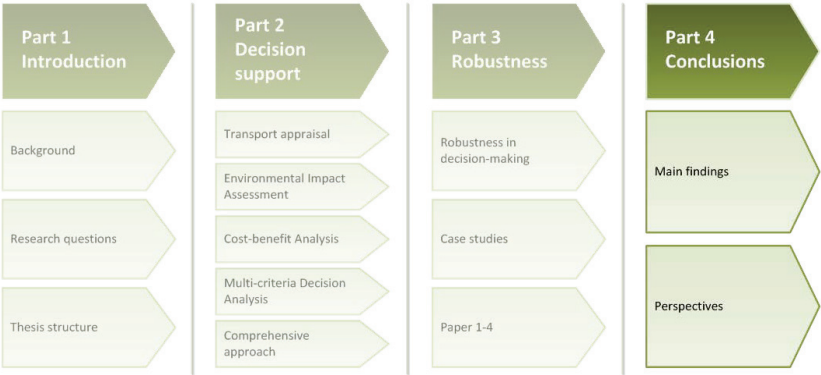 Part 1
Introduction
Background
Research questions
Thesis structure
Part 2
Decision
support
Transport appraisal
Environmental Impact
Assessment
Cost-benefit Analysis
Multi-criteria Decision
Analysis
Comprehensive
approach
Part 3
Robustness
Robustness in
decision-making
Case studies
Paper 1-4
Part 4
Conclusions
Main findings
Perspectives